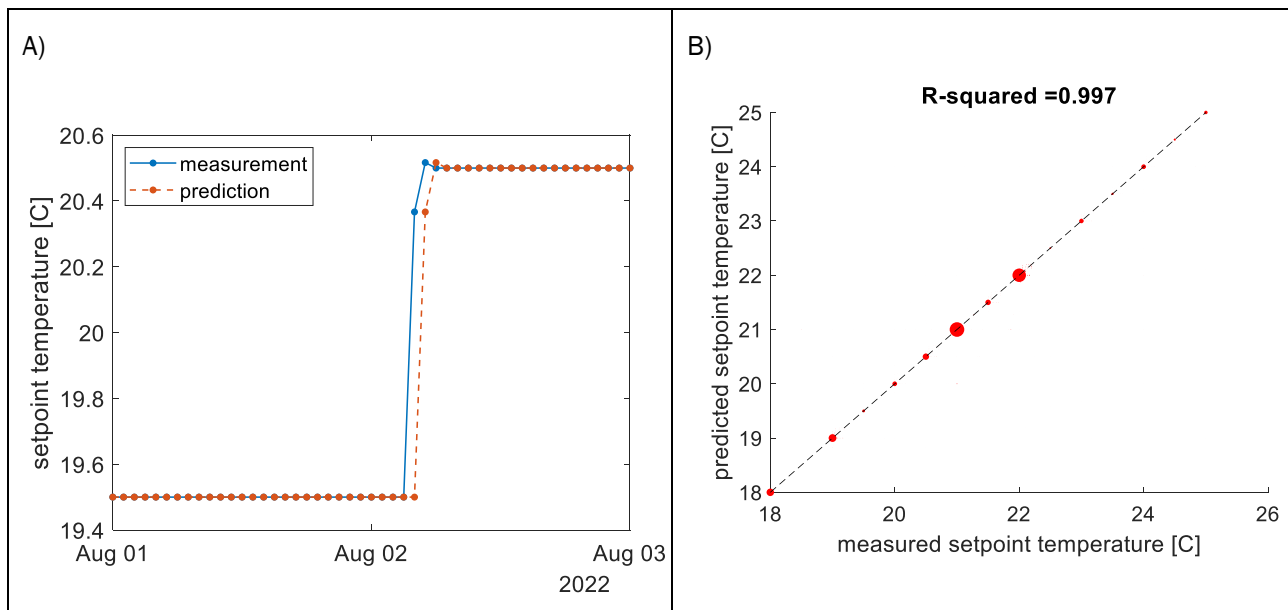 A)
20.6
20.4
20.2
20
19.8
19.6
19.4
setpoint temperature [C]
measurement
prediction
Aug 01
Aug 02
Aug 03
2022
B)
R-squared =0.997
25
24
23
22
21
20
19
18
predicted setpoint temperature [C]
18
20
22
24
26
measured setpoint temperature [C]